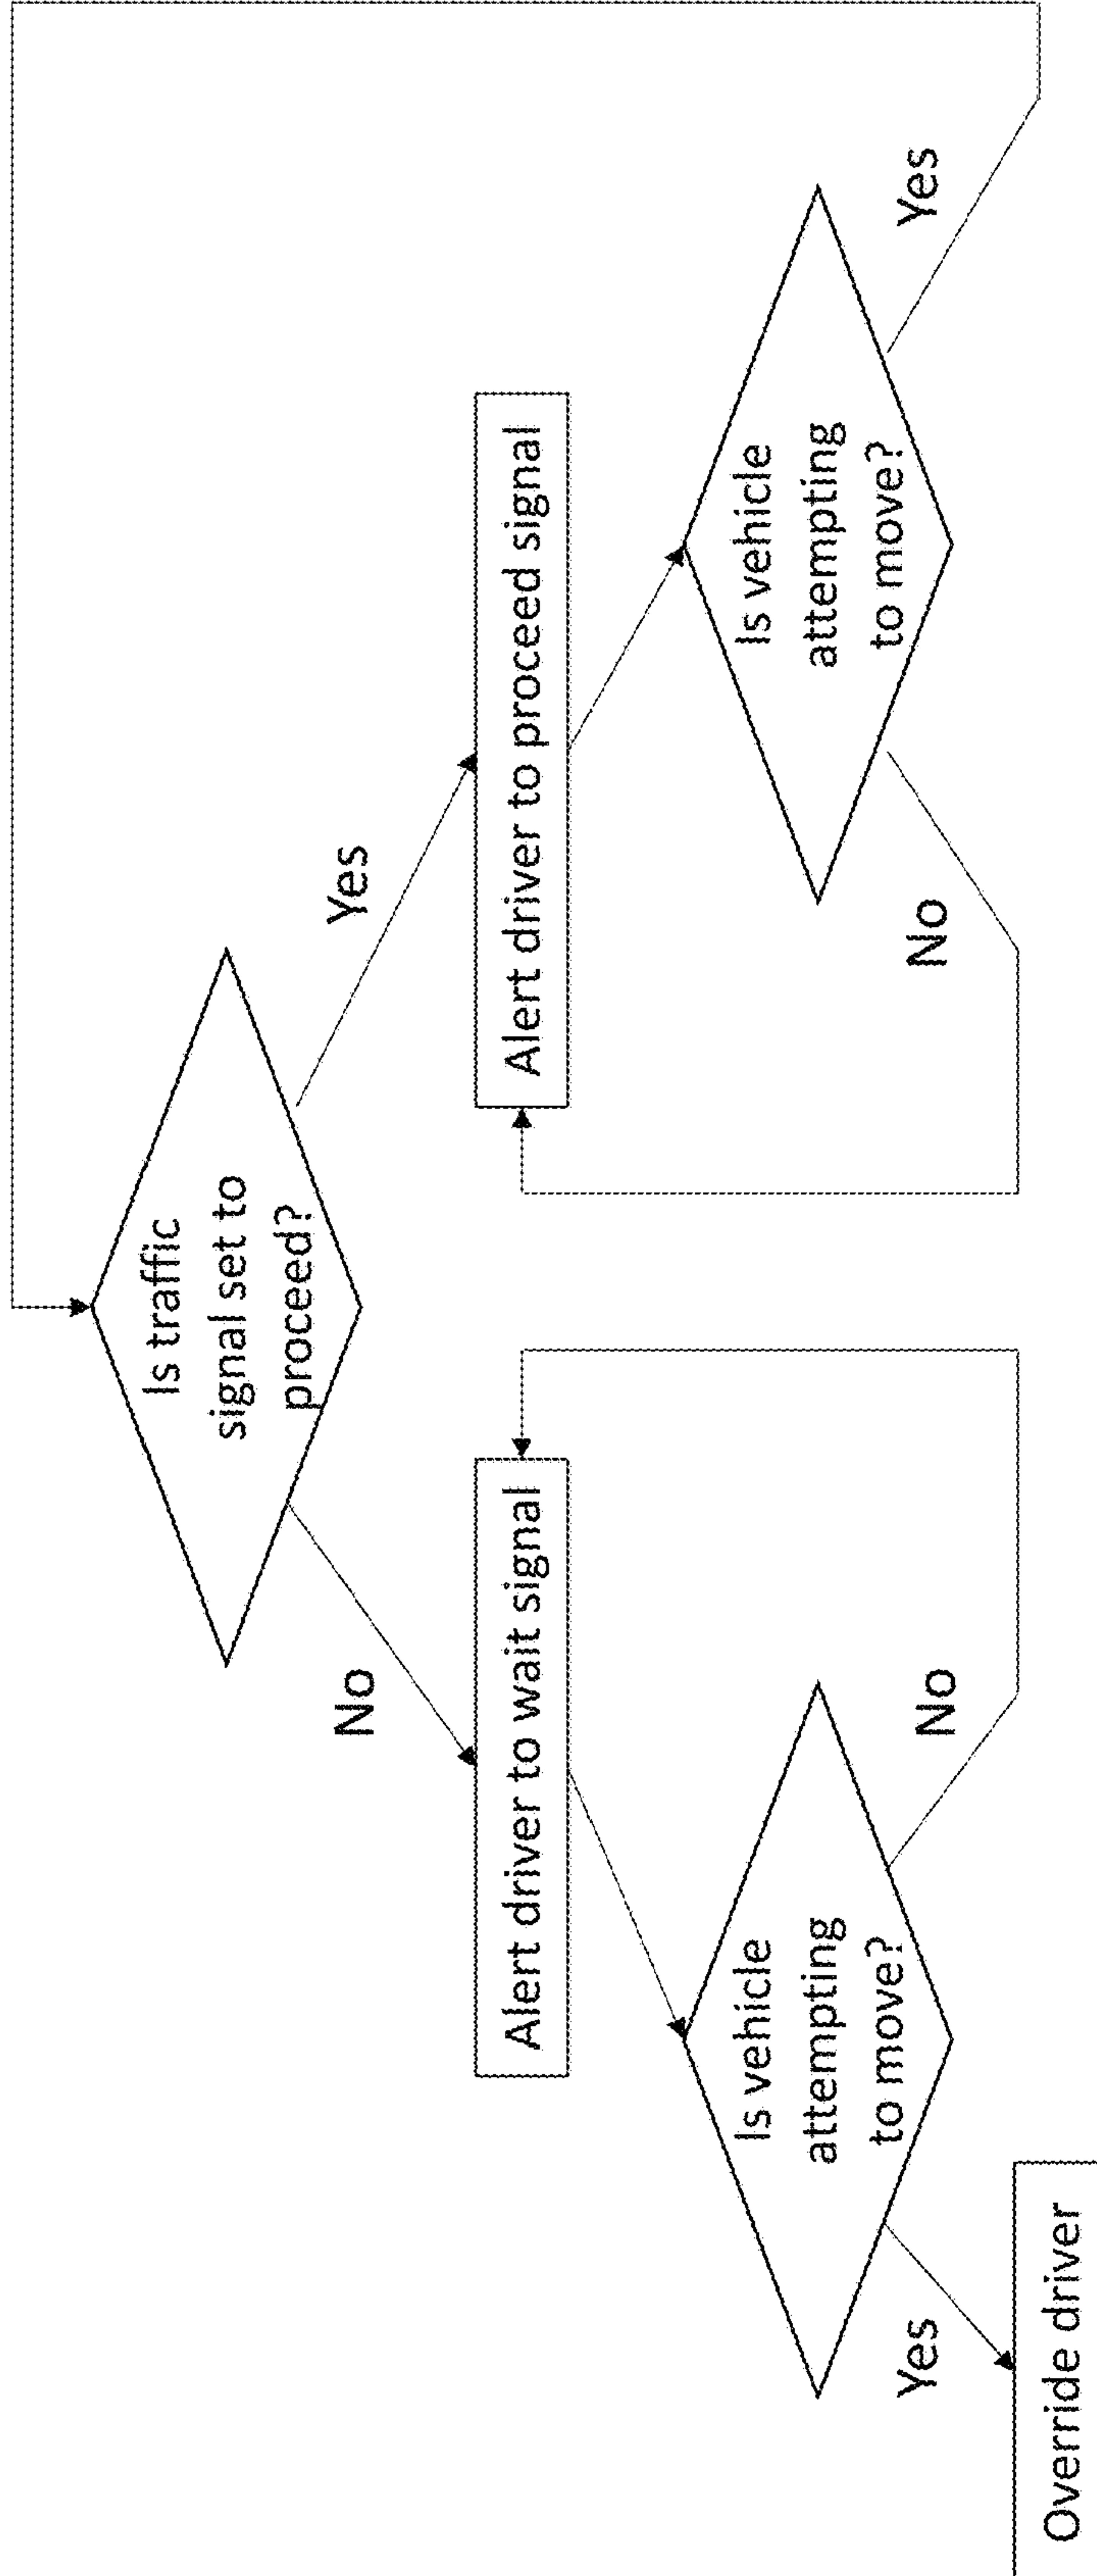 Is traffic
signal set to
proceed?
No
Yes
Alert driver to wait signal
Alert driver to proceed signal
Is vehicle
attempting
to move?
Is vehicle
attempting
to move?
Yes
No
No
Yes
Override driver